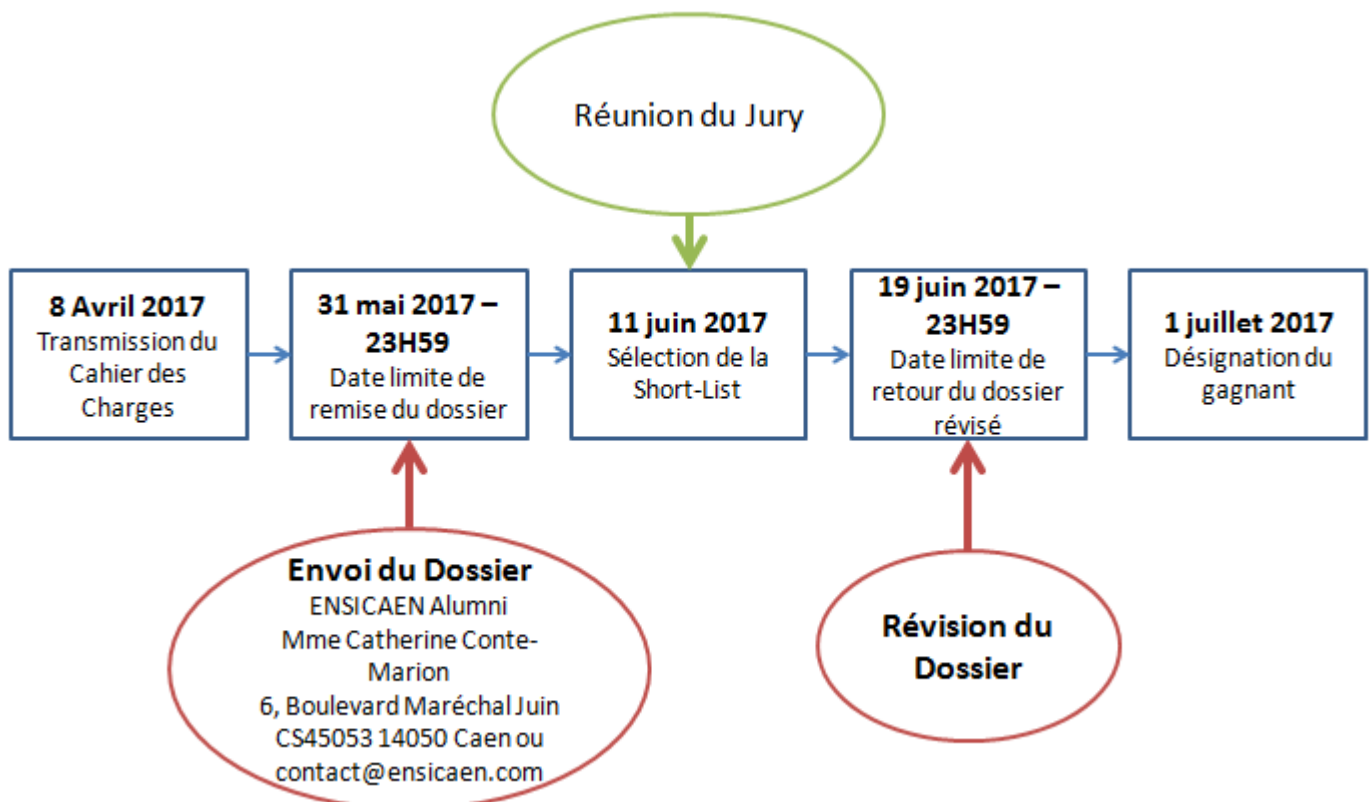 Réunion du Jury
8 Avril 2017
Transmission du
Cahier des
Charges
31 mai 2017 –
23H59
Date limite de
remise du dossier
11 juin 2017
Sélection de la
Short-List
19 juin 2017 –
23H59
Date limite de
retour du dossier
révisé
1 juillet 2017
Désignation du
gagnant
Envoi du Dossier
ENSICAEN Alumni
Mme Catherine Conte-
Marion
6, Boulevard Maréchal Juin
CS45053 14050 Caen ou
contact@ensicaen.com
Révision du
Dossier